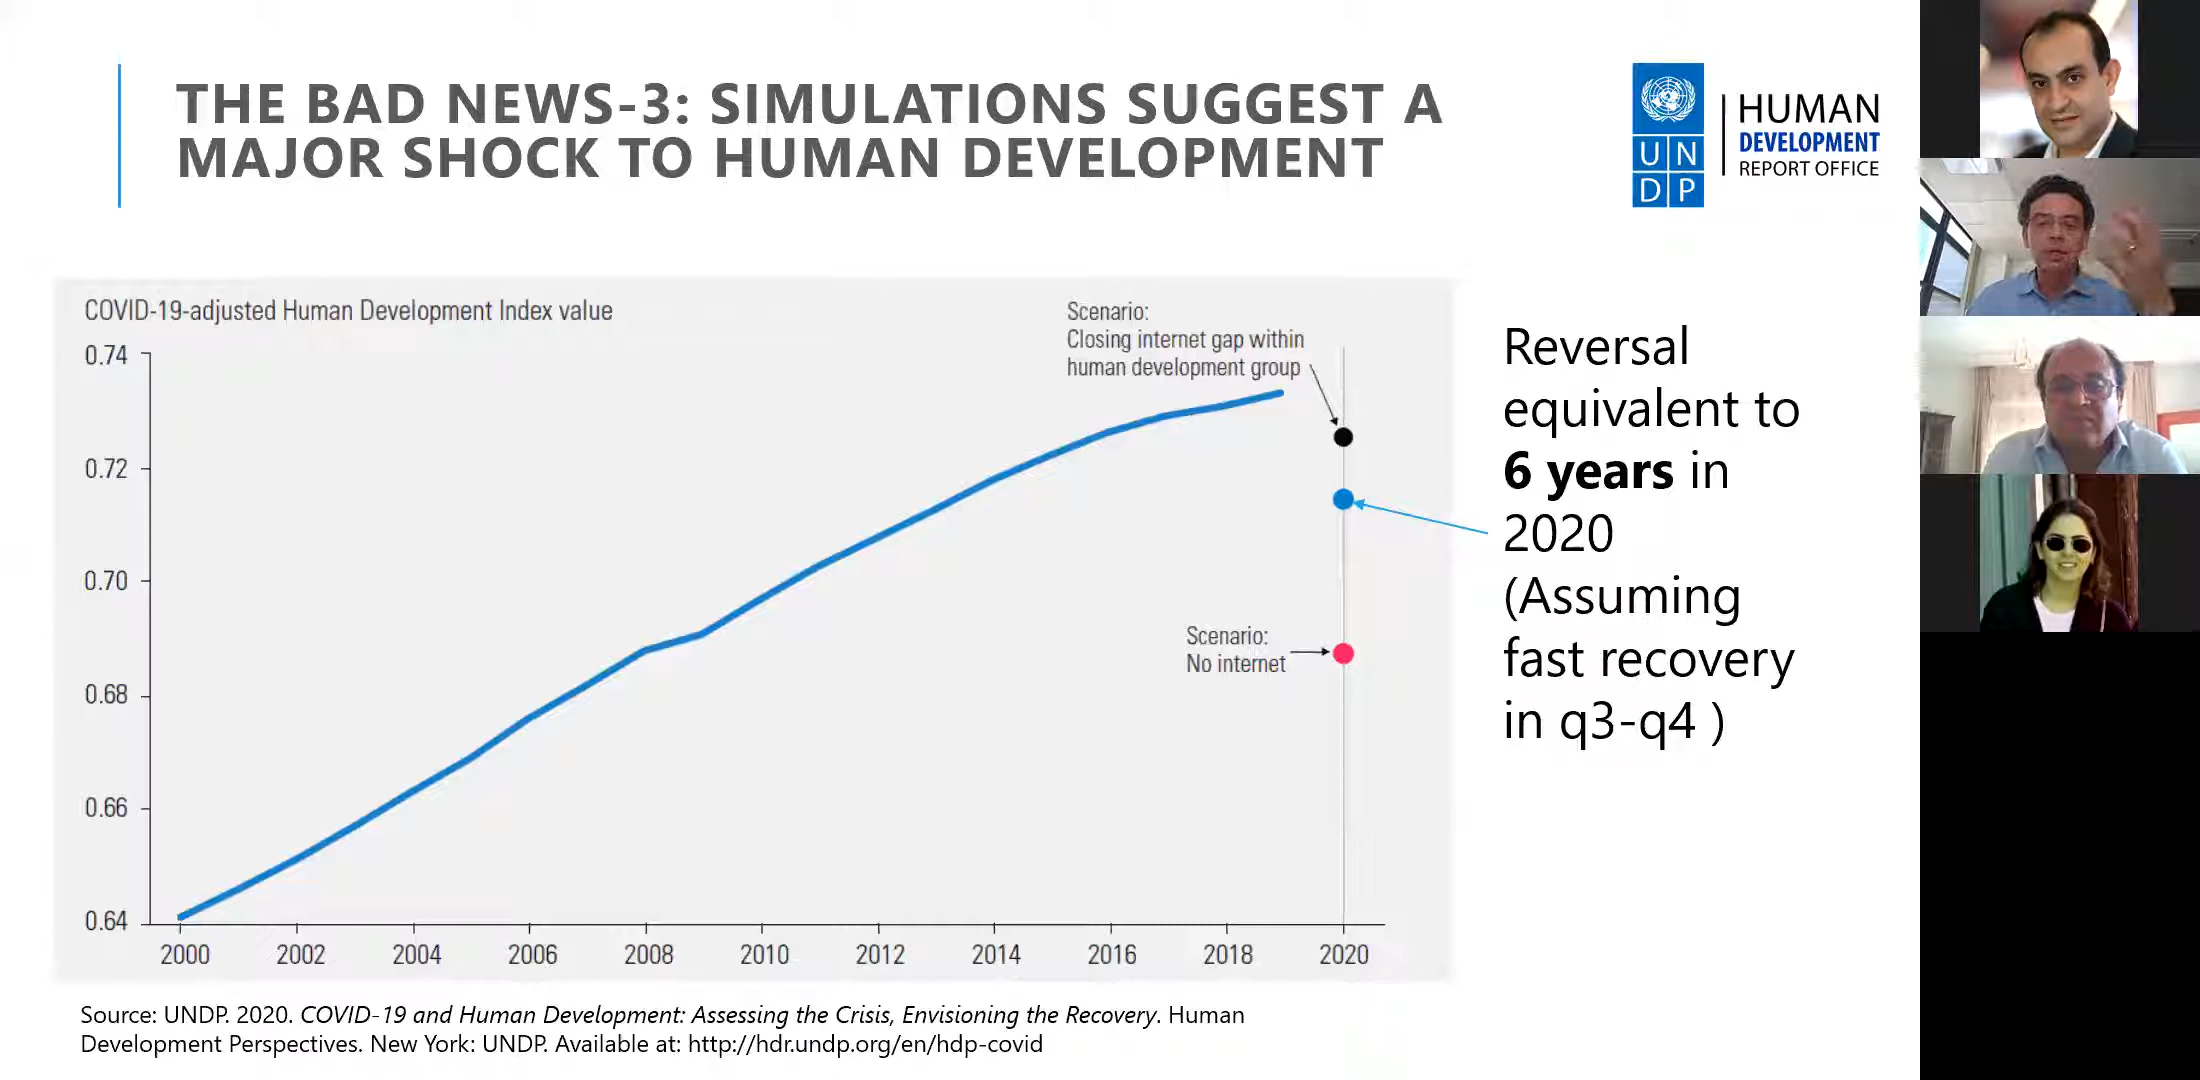 THE BAD NEWS-3: SIMULATIONS SUGGEST A
MAJOR SHOCK TO HUMAN DEVELOPMENT
UN
DP
HUMAN
DEVELOPMENT
REPORT OFFICE
COVID-19-adjusted Human Development Index value
Scenario:
Closing internet gap within
human development group
0.74
0.72
0.70
0.68
0.66
0.64
Scenario:
No internet
2000 2002 2004 2006 2008 2010 2012 2014 2016 2018 2020
Reversal
equivalent to
6 years in
2020
(Assuming
fast recovery
in q3-q4 )
Source: UNDP. 2020. COVID-19 and Human Development: Assessing the Crisis, Envisioning the Recovery. Human
Development Perspectives. New York: UNDP. Available at: http://hdr.undp.org/en/hdp-covid